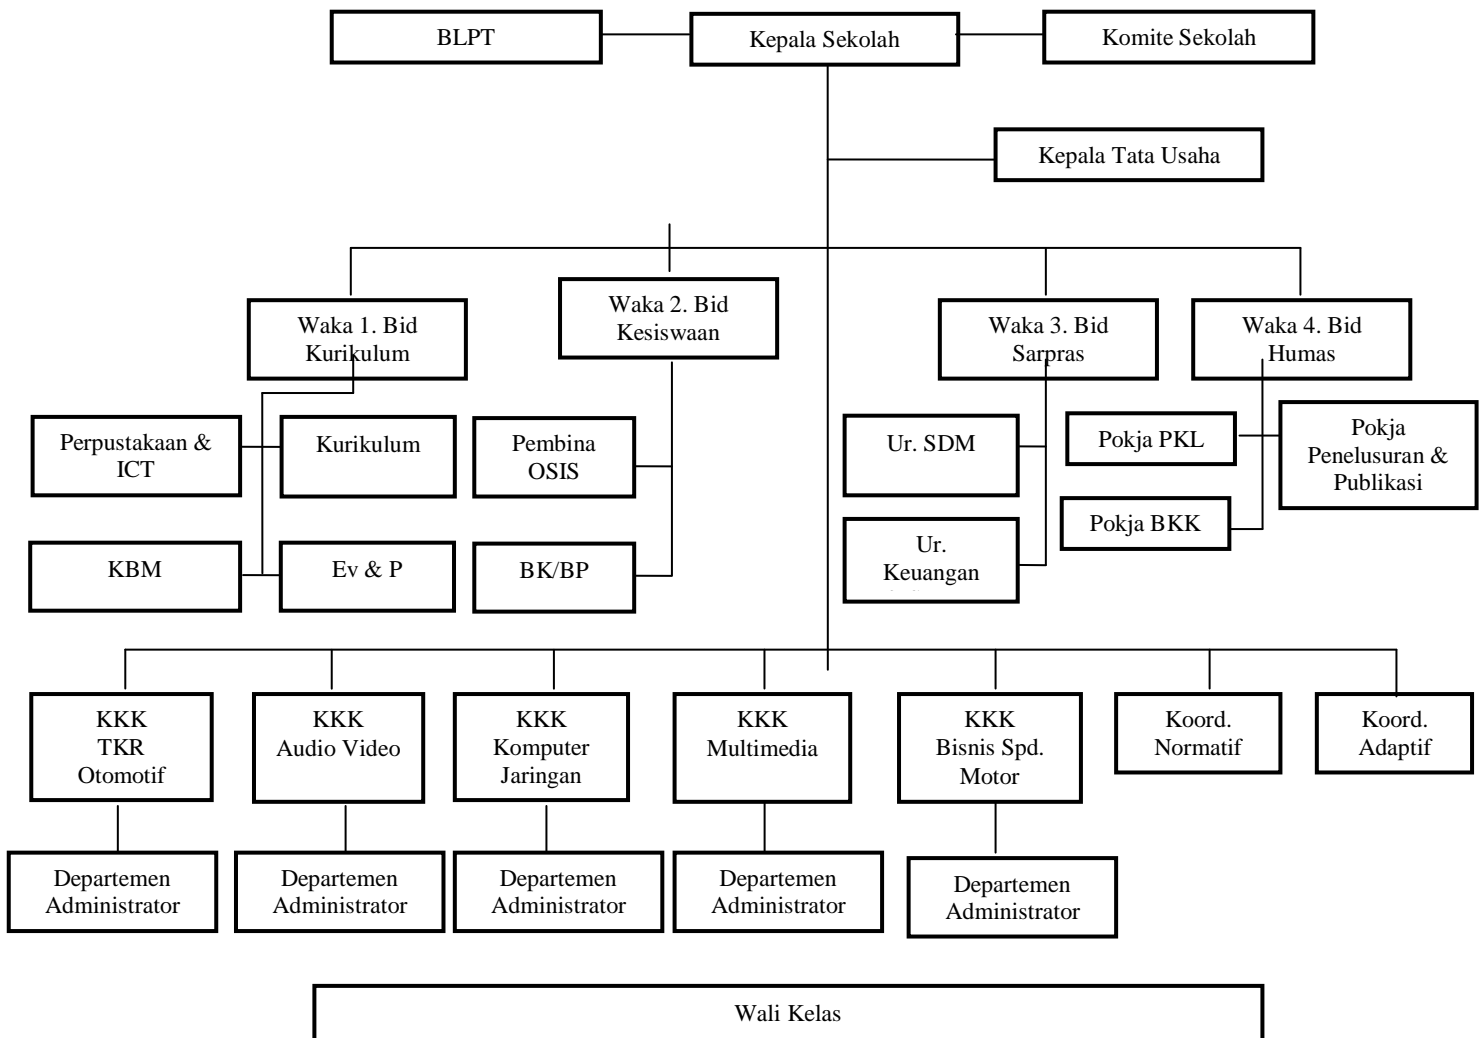 BLPT
Kepala Sekolah
Komite Sekolah
Kepala Tata Usaha
Waka 1. Bid
Kurikulum
Waka 2. Bid
Kesiswaan
Waka 3. Bid
Sarpras
Waka 4. Bid
Humas
Perpustakaan &
ICT
Kurikulum
Pembina
OSIS
Ur. SDM
Pokja PKL
Pokja
Penelusuran &
Publikasi
KBM
Ev & P
BK/BP
Ur.
Keuangan
Pokja BKK
KKK
TKR
Otomotif
KKK
Audio Video
KKK
Komputer
Jaringan
KKK
Multimedia
KKK
Bisnis Spd.
Motor
Koord.
Normatif
Koord.
Adaptif
Departemen
Administrator
Departemen
Administrator
Departemen
Administrator
Departemen
Administrator
Departemen
Administrator
Wali Kelas